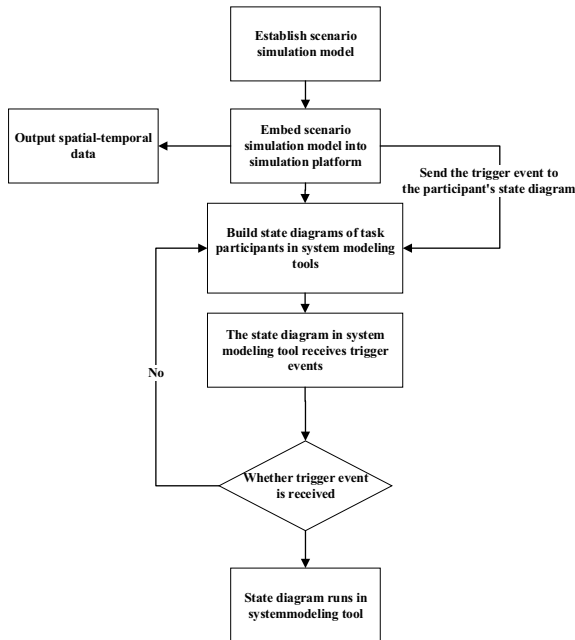 Establish scenario
simulation model
Output spatial-temporal
data
Embed scenario
simulation model into
simulation platform
Send the trigger event to
the participant's state diagram
Build state diagrams of task
participants in system modeling
tools
The state diagram in system
modeling tool receives trigger
events
No
Whether trigger event
is received
State diagram runs in
systemmodeling tool